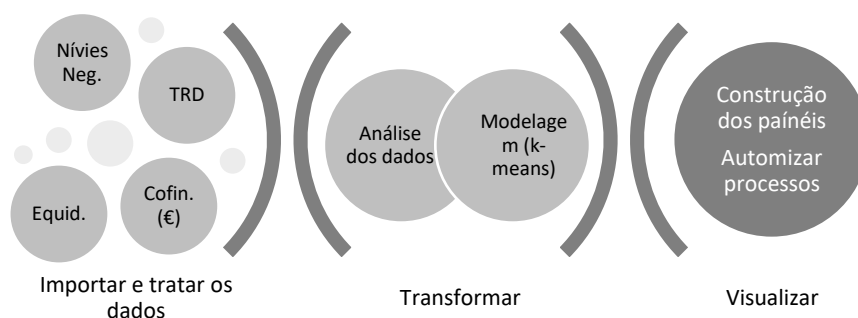 Nívies
Neg.
TRD
Equid.
Cofin.
(€)
Importar e tratar os
dados
Análise
dos dados
Modelage
m (k-
means)
Transformar
Construção
dos paínéis
Automizar
processos
Visualizar